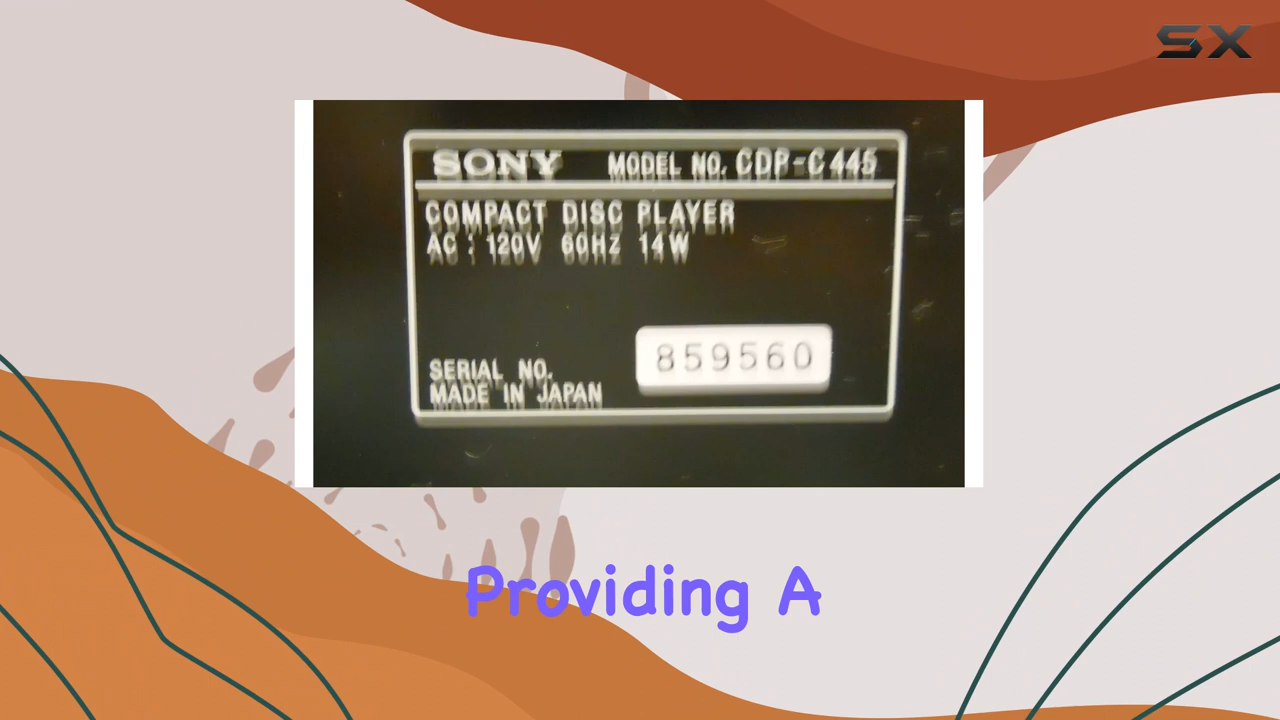 SX
SONY MODEL NO. CDP-C445
COMPACT DISC PLAYER
AC : 120V 60HZ 14W
859560
SERIAL NO.
MADE IN JAPAN
Providing A